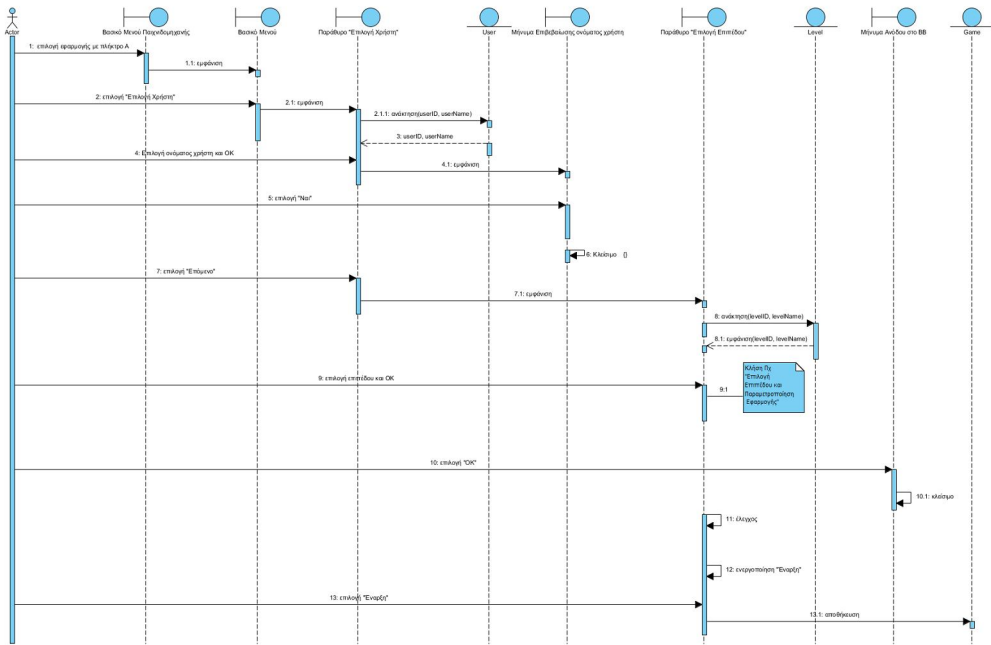 Actor
Βασικό Μενού Παιχνιδομηχανής
Βασικό Μενού
Παράθυρο "Επιλογή Χρήστη"
User
Μήνυμα Επιβεβαίωσης ονόματος χρήστη
Παράθυρο "Επιλογή Επιπέδου"
Level
Μήνυμα Ανόδου στο ΒΒ
Game
1: επιλογή εφαρμογής με πλήκτρο Α
1.1: εμφάνιση
2: επιλογή "Επιλογή Χρήστη"
2.1: εμφάνιση
2.1.1: ανάκτηση(userID, userName)
3: userID, userName
4: Επιλογή ονόματος χρήστη και OK
4.1: εμφάνιση
5: επιλογή "Ναι"
6: Κλείσιμο {}
7: επιλογή "Επόμενο"
7.1: εμφάνιση
8: ανάκτηση(levelID, levelName)
8.1: εμφάνιση(levelID, levelName)
9: επιλογή επιπέδου και OK
9:1
Κλήση Πχ
"Επιλογή
Επιπέδου και
Παραμετροποίηση
Εφαρμογής"
10: επιλογή "OK"
10.1: κλείσιμο
11: έλεγχος
12: ενεργοποίηση "Έναρξη"
13: επιλογή "Έναρξη"
13.1: αποθήκευση